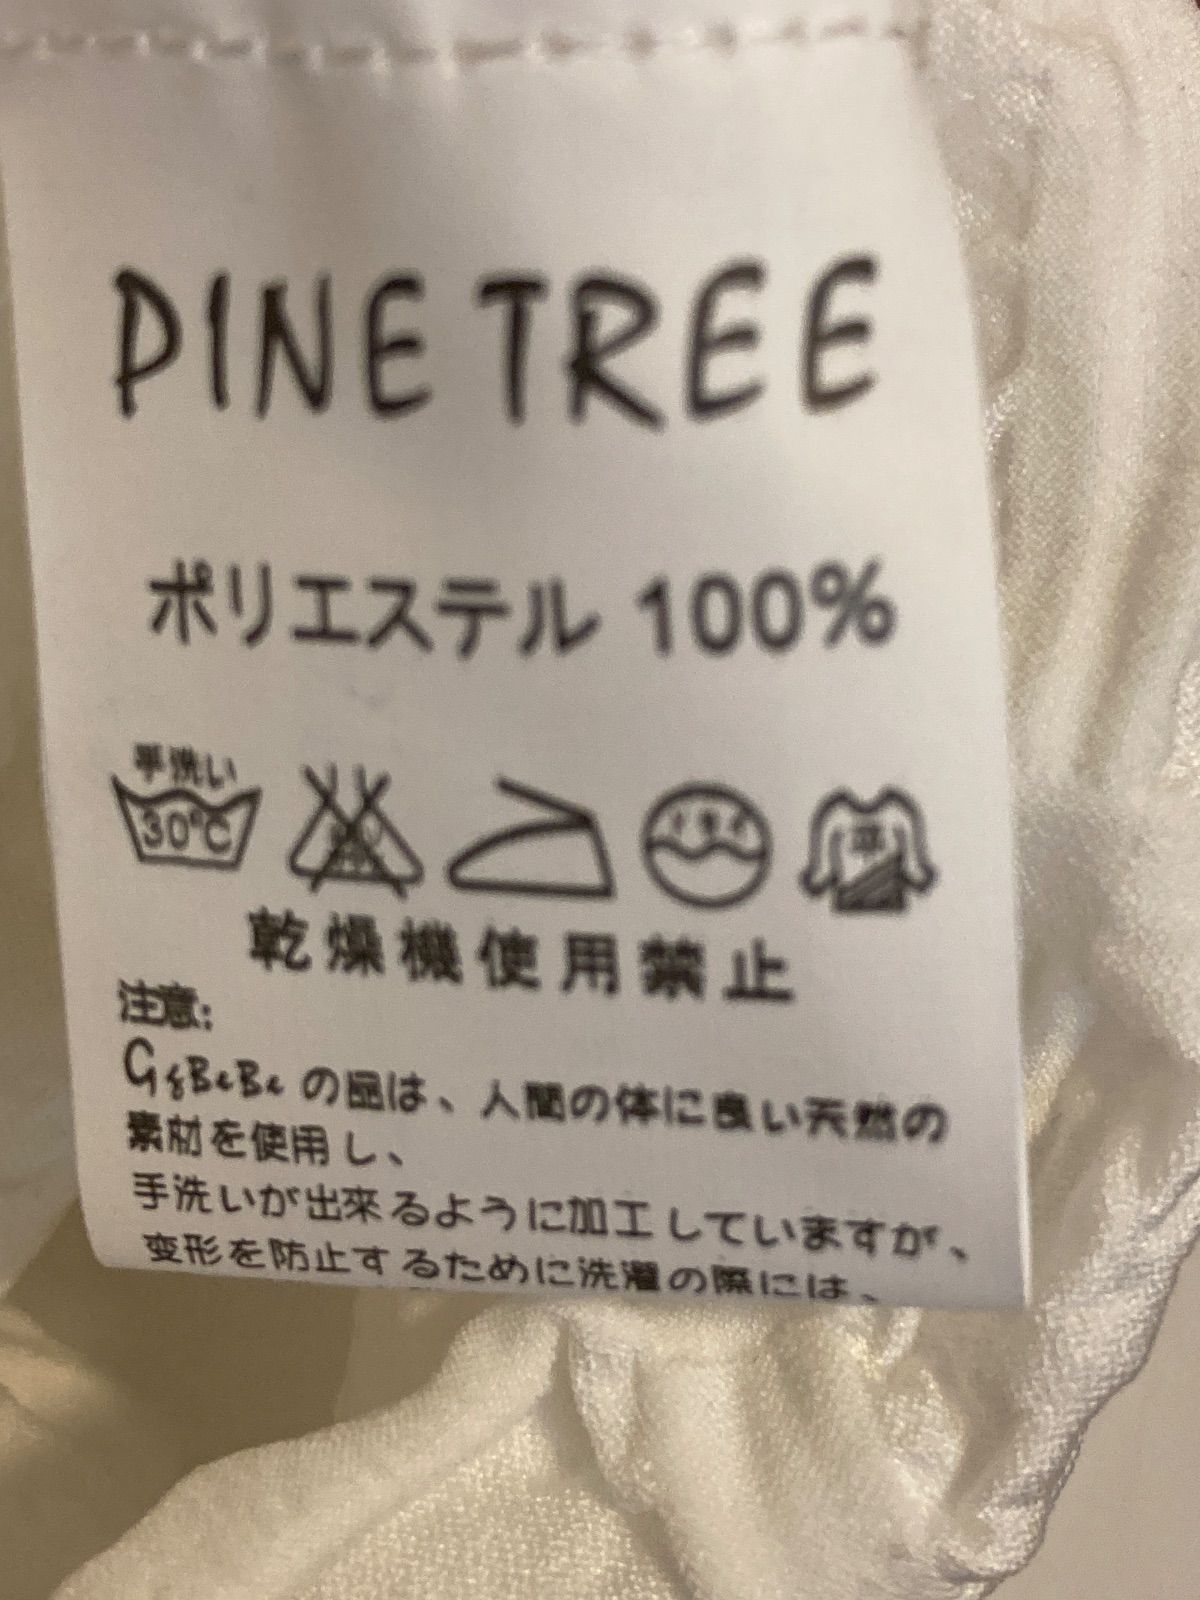 PINE TREE
ポリエステル 100%
手洗い
30℃
乾燥機使用禁止
注意:
GgBeBe の品は、人間の体に良い天然の
素材を使用し、
手洗いが出來るように加工していますが、
変形を防止するために洗濯の際には、